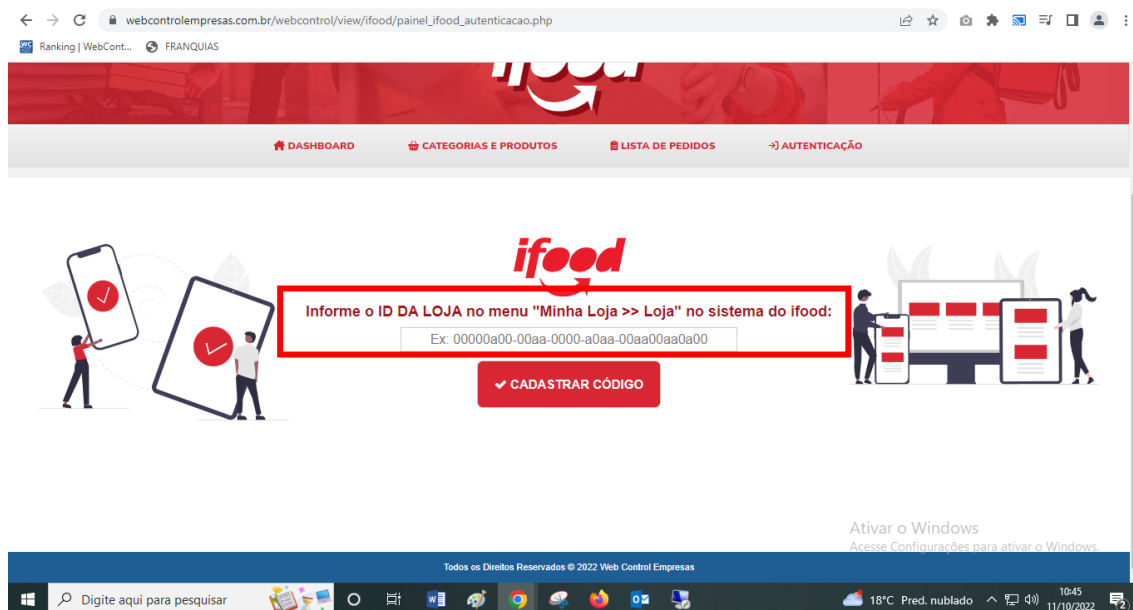 webcontrolempresas.com.br/webcontrol/view/ifood/painel_ifood_autenticacao.php
Ranking | WebCont... FRANQUIAS
ifood
DASHBOARD CATEGORIAS E PRODUTOS LISTA DE PEDIDOS AUTENTICAÇÃO
ifood
Informe o ID DA LOJA no menu "Minha Loja >> Loja" no sistema do ifood:
Ex: 00000a00-00aa-0000-a0aa-00aa00aa0a00
CADASTRAR CÓDIGO
Ativar o Windows
Acesse Configurações para ativar o Windows.
Todos os Direitos Reservados © 2022 Web Control Empresas
Digite aqui para pesquisar 18°C Pred. nublado 10:45
11/10/2022